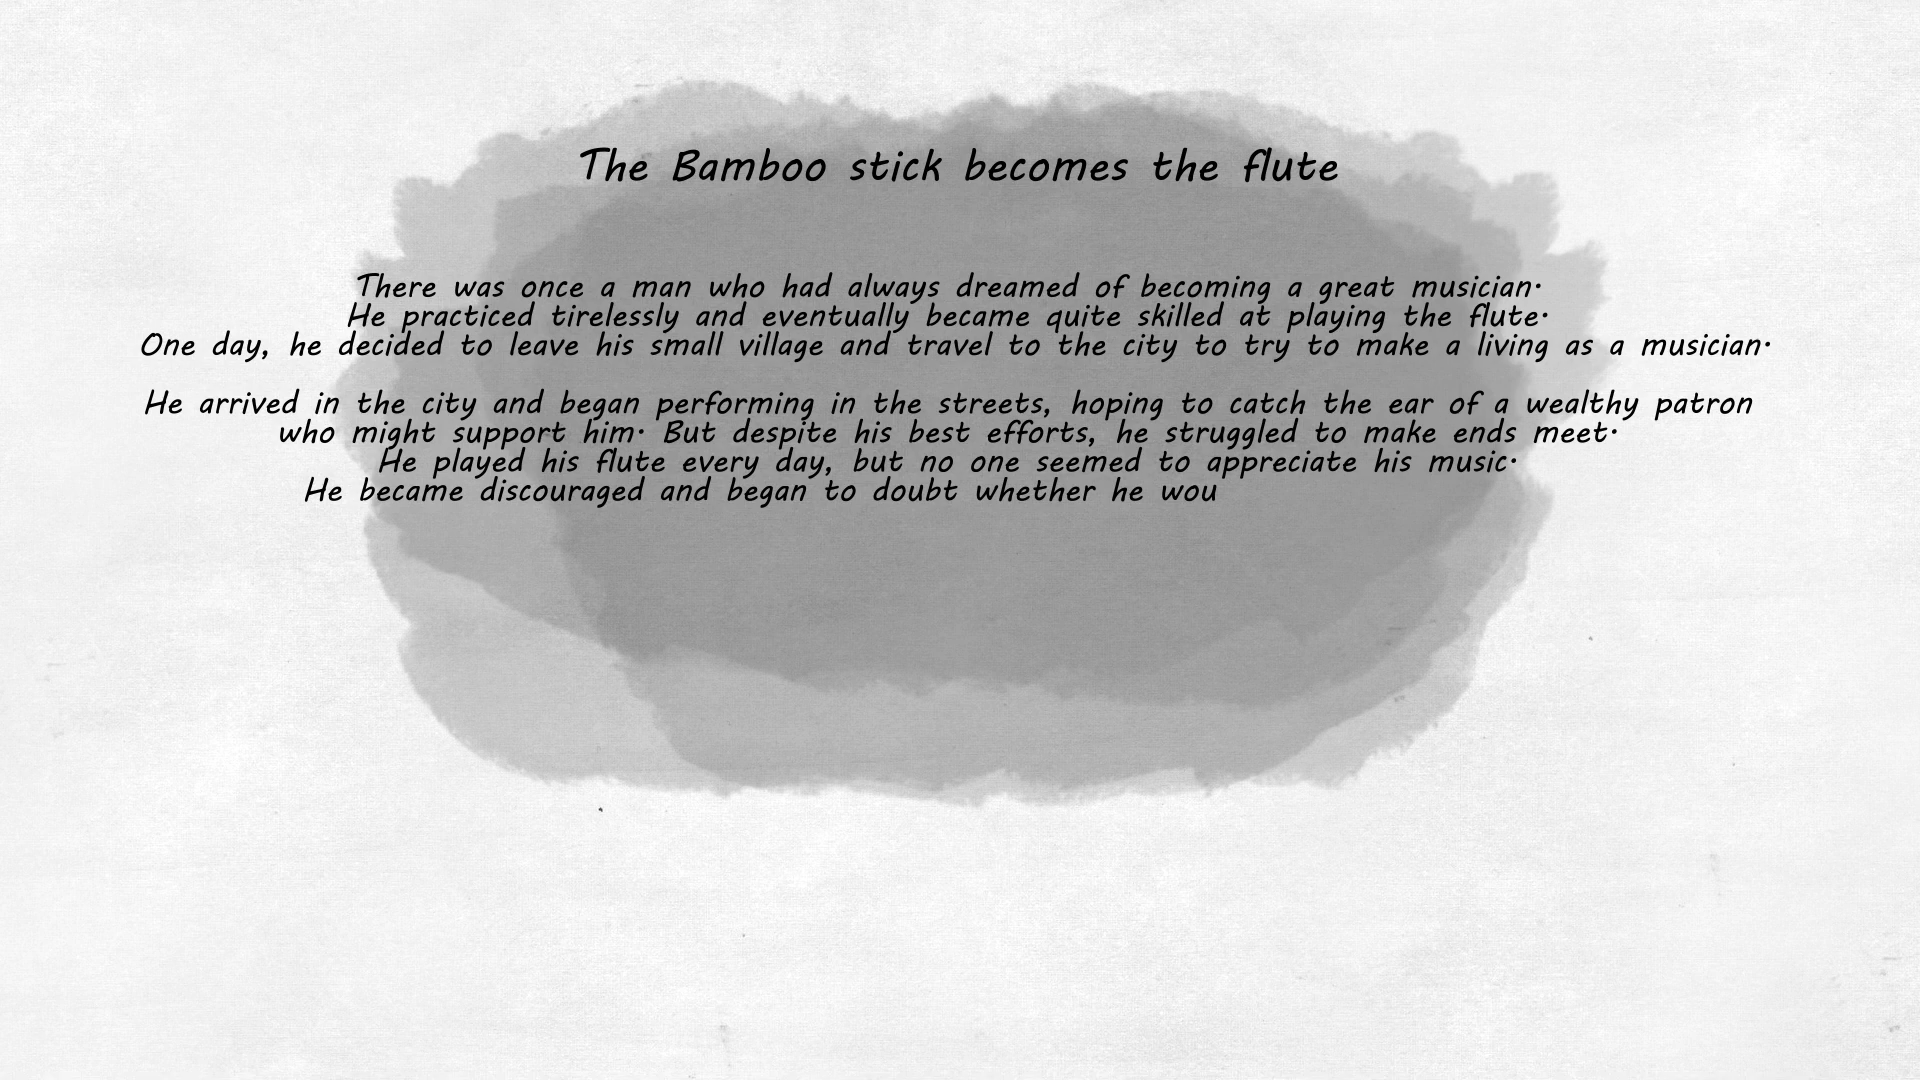 The Bamboo stick becomes the flute
There was once a man who had always dreamed of becoming a great musician.
He practiced tirelessly and eventually became quite skilled at playing the flute.
One day, he decided to leave his small village and travel to the city to try to make a living as a musician.
He arrived in the city and began performing in the streets, hoping to catch the ear of a wealthy patron
who might support him. But despite his best efforts, he struggled to make ends meet.
He played his flute every day, but no one seemed to appreciate his music.
He became discouraged and began to doubt whether he wou